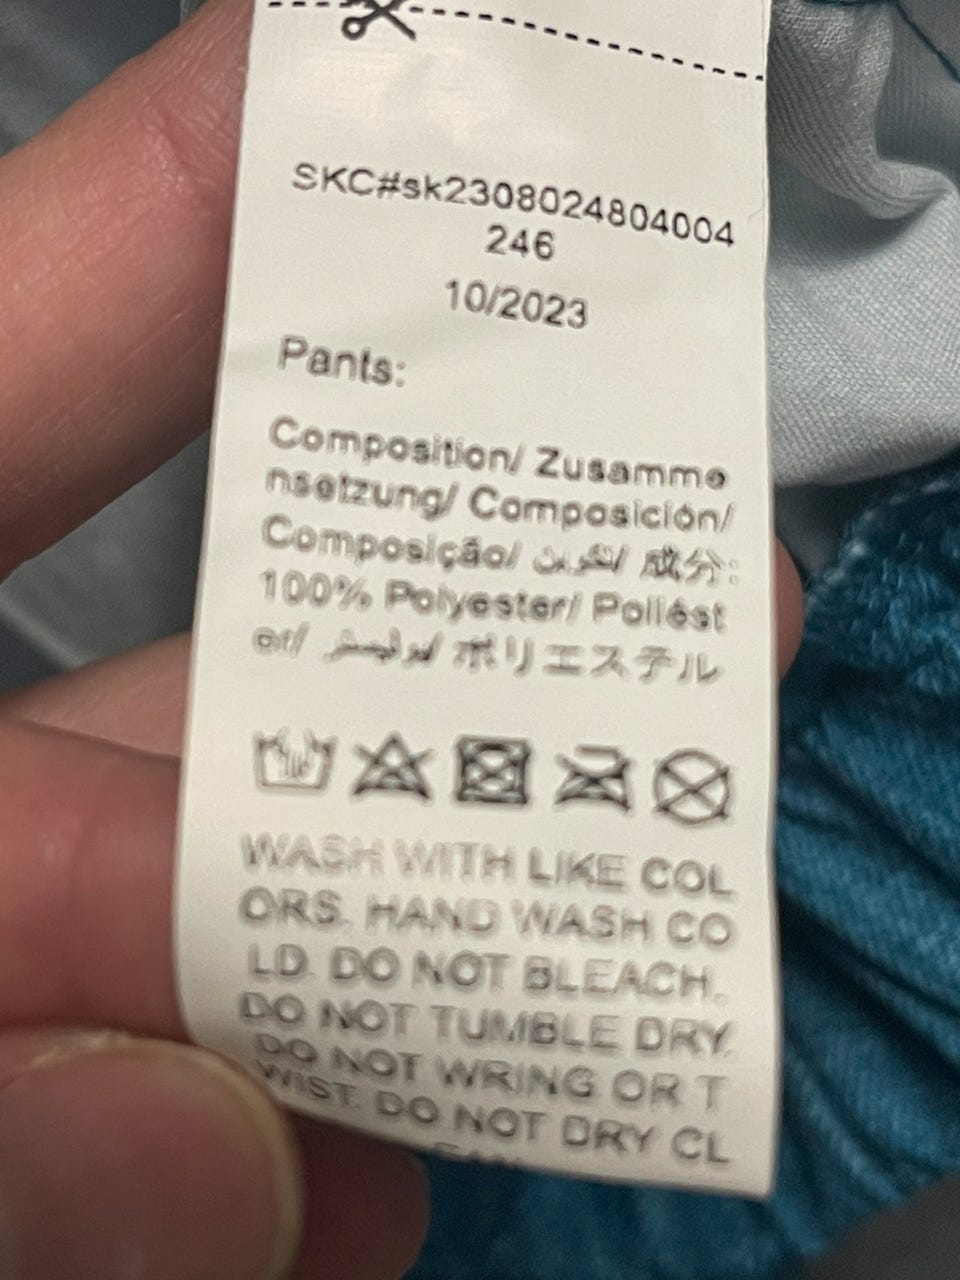 SKC#sk2308024804004
246
10/2023
Pants:
Composition/ Zusamme
nsetzung/ Composición/
Composição/ التكوين/ 成分:
100% Polyester/ Poliést
er/ بوليستر/ ポリエステル
WASH WITH LIKE COL
ORS. HAND WASH CO
LD. DO NOT BLEACH.
DO NOT TUMBLE DRY.
DO NOT WRING OR T
WIST. DO NOT DRY CL